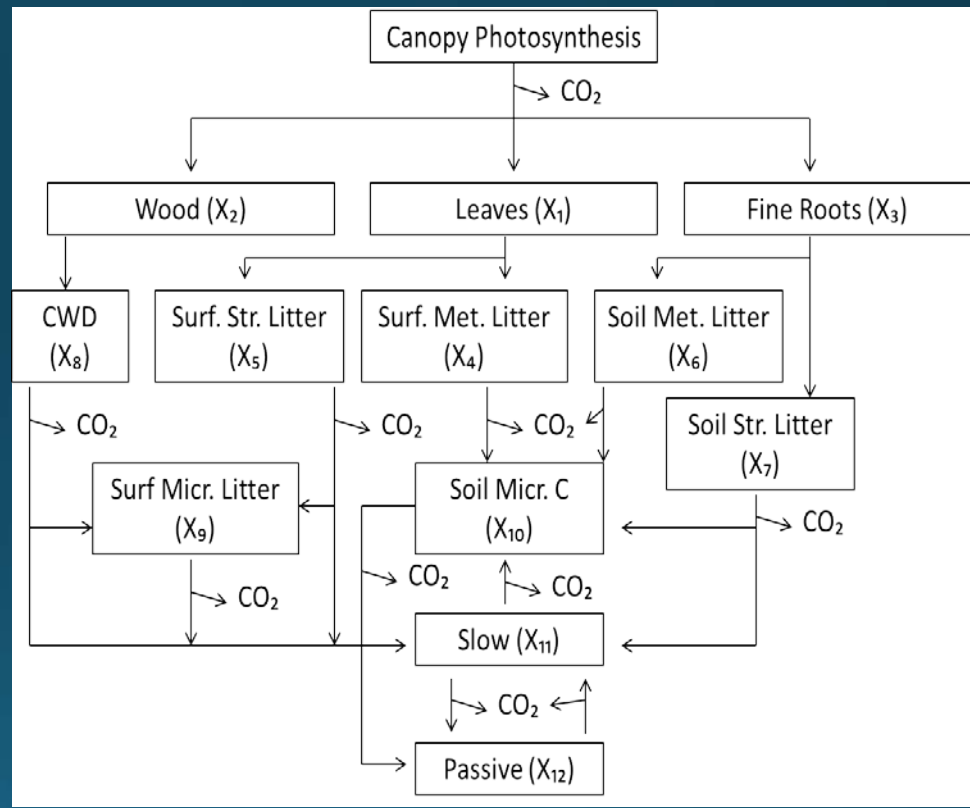 Canopy Photosynthesis
CO₂
Wood (X₂)
Leaves (X₁)
Fine Roots (X₃)
CWD
(X₈)
Surf. Str. Litter
(X₅)
Surf. Met. Litter
(X₄)
Soil Met. Litter
(X₆)
Soil Str. Litter
(X₇)
CO₂
CO₂
CO₂
CO₂
Surf Micr. Litter
(X₉)
Soil Micr. C
(X₁₀)
CO₂
CO₂
CO₂
Slow (X₁₁)
CO₂
Passive (X₁₂)